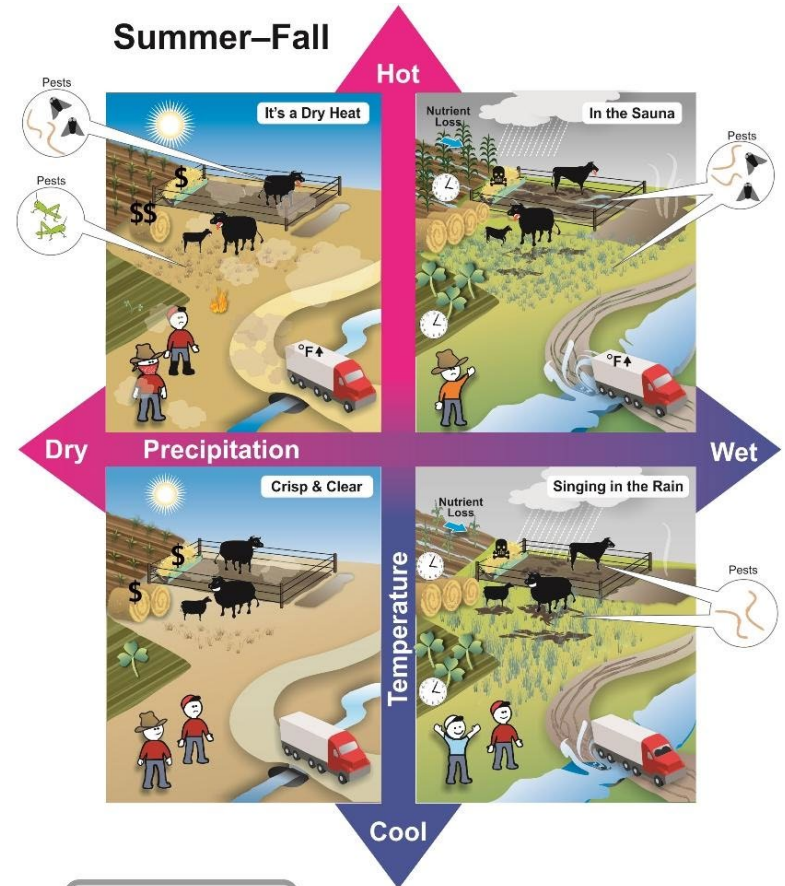 Summer–Fall
Hot
Pests
It's a Dry Heat
$
Pests
$$
°F
Nutrient
Loss
In the Sauna
Pests
°F
Dry
Precipitation
Wet
Crisp & Clear
$
$
Temperature
Nutrient
Loss
Singing in the Rain
Pests
Cool